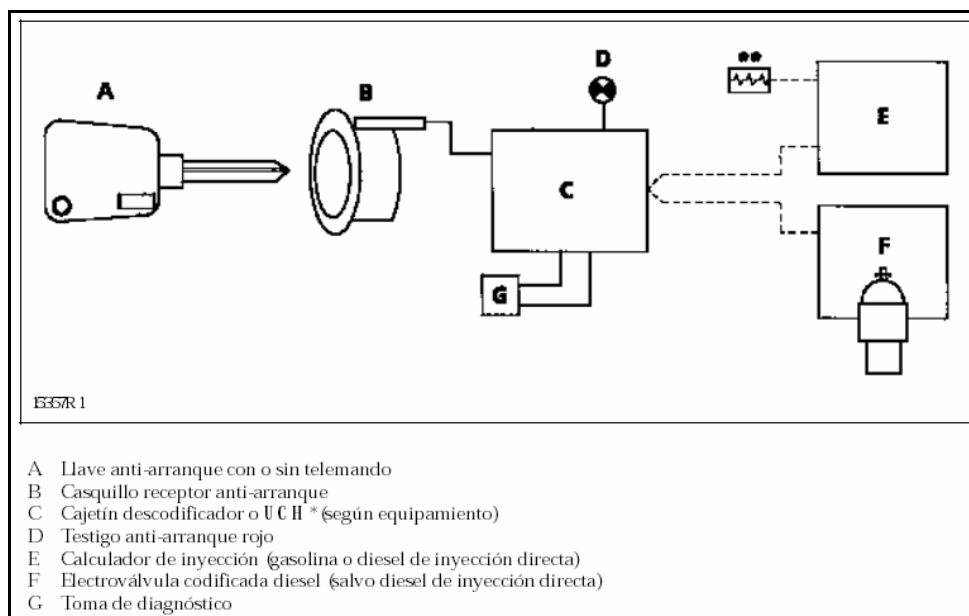 A
B
D
**
E
C
F
G
15357R 1
A Llave anti-arranque con o sin telemando
B Casquillo receptor anti-arranque
C Cajetín descodificador o U C H * (según equipamiento)
D Testigo anti-arranque rojo
E Calculador de inyección (gasolina o diesel de inyección directa)
F Electroválvula codificada diesel (salvo diesel de inyección directa)
G Toma de diagnóstico